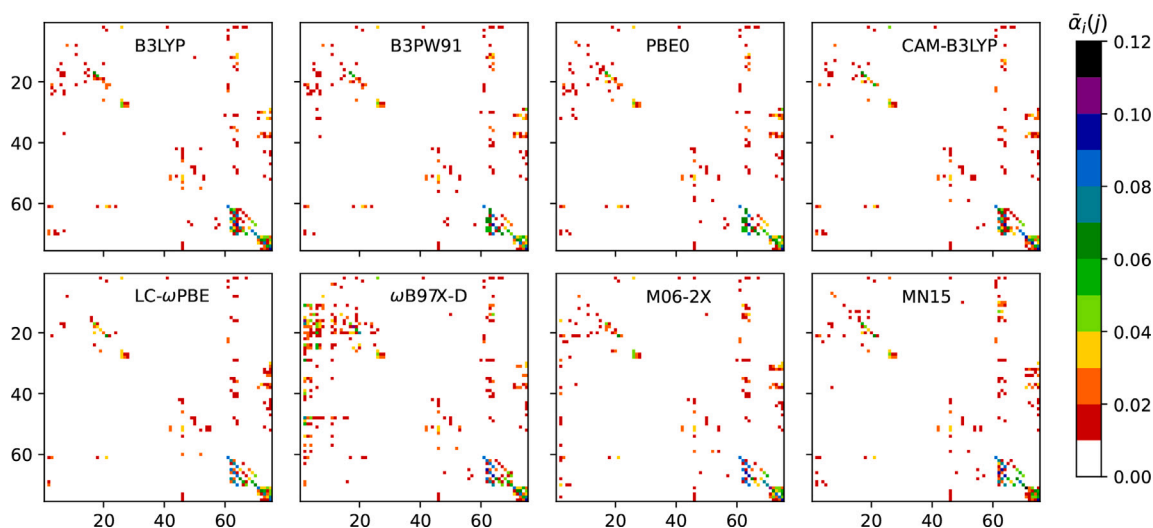 B3LYP
B3PW91
PBE0
CAM-B3LYP
ᾱᵢ(j)
0.12
0.10
0.08
0.06
0.04
0.02
0.00
20
40
60
LC-ωPBE
ωB97X-D
M06-2X
MN15
20
40
60
20 40 60
20 40 60
20 40 60
20 40 60